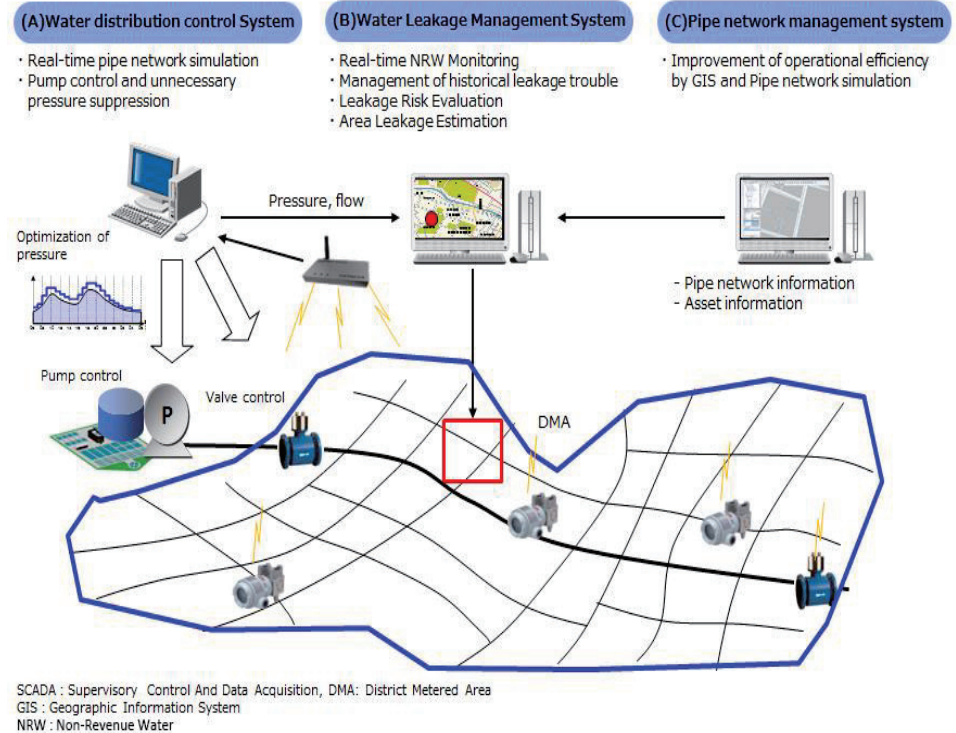 (A)Water distribution control System
・Real-time pipe network simulation
・Pump control and unnecessary
pressure suppression
(B)Water Leakage Management System
・Real-time NRW Monitoring
・Management of historical leakage trouble
・Leakage Risk Evaluation
・Area Leakage Estimation
(C)Pipe network management system
・Improvement of operational efficiency
by GIS and Pipe network simulation
Pressure, flow
Optimization of
pressure
- Pipe network information
- Asset information
Pump control
P
Valve control
DMA
SCADA : Supervisory Control And Data Acquisition, DMA: District Metered Area
GIS : Geographic Information System
NRW : Non-Revenue Water